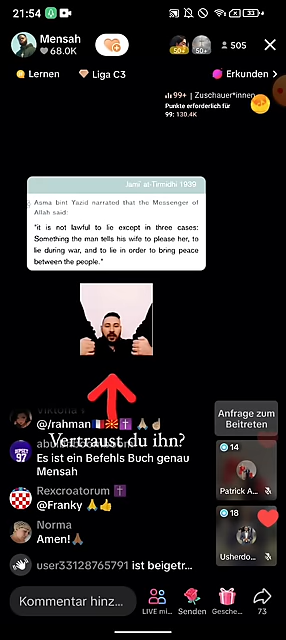 21:54
33
Mensah
68.0K
50+
50+
505
Lernen
Liga C3
Erkunden >
99+ | Zuschauer*innen
Punkte erforderlich für
99: 130.4K
Jami` at-Tirmidhi 1939
Asma bint Yazid narrated that the Messenger of
Allah said:
"it is not lawful to lie except in three cases:
Something the man tells his wife to please her, to
lie during war, and to lie in order to bring peace
between the people."
@/rahman🇫🇷🇲🇰✝️🙏🏽☝🏽
Vertraust du ihn?
Es ist ein Befehls Buch genau
Mensah
Rexcroatorum ✝️
@Franky 🙏👍
Norma
Amen!🙏🏽
user33128765791 ist beigetr...
Anfrage zum
Beitreten
14
Patrick A...
18
Usherdo...
Kommentar hinz...
LIVE mi...
Senden
Gesche...
73